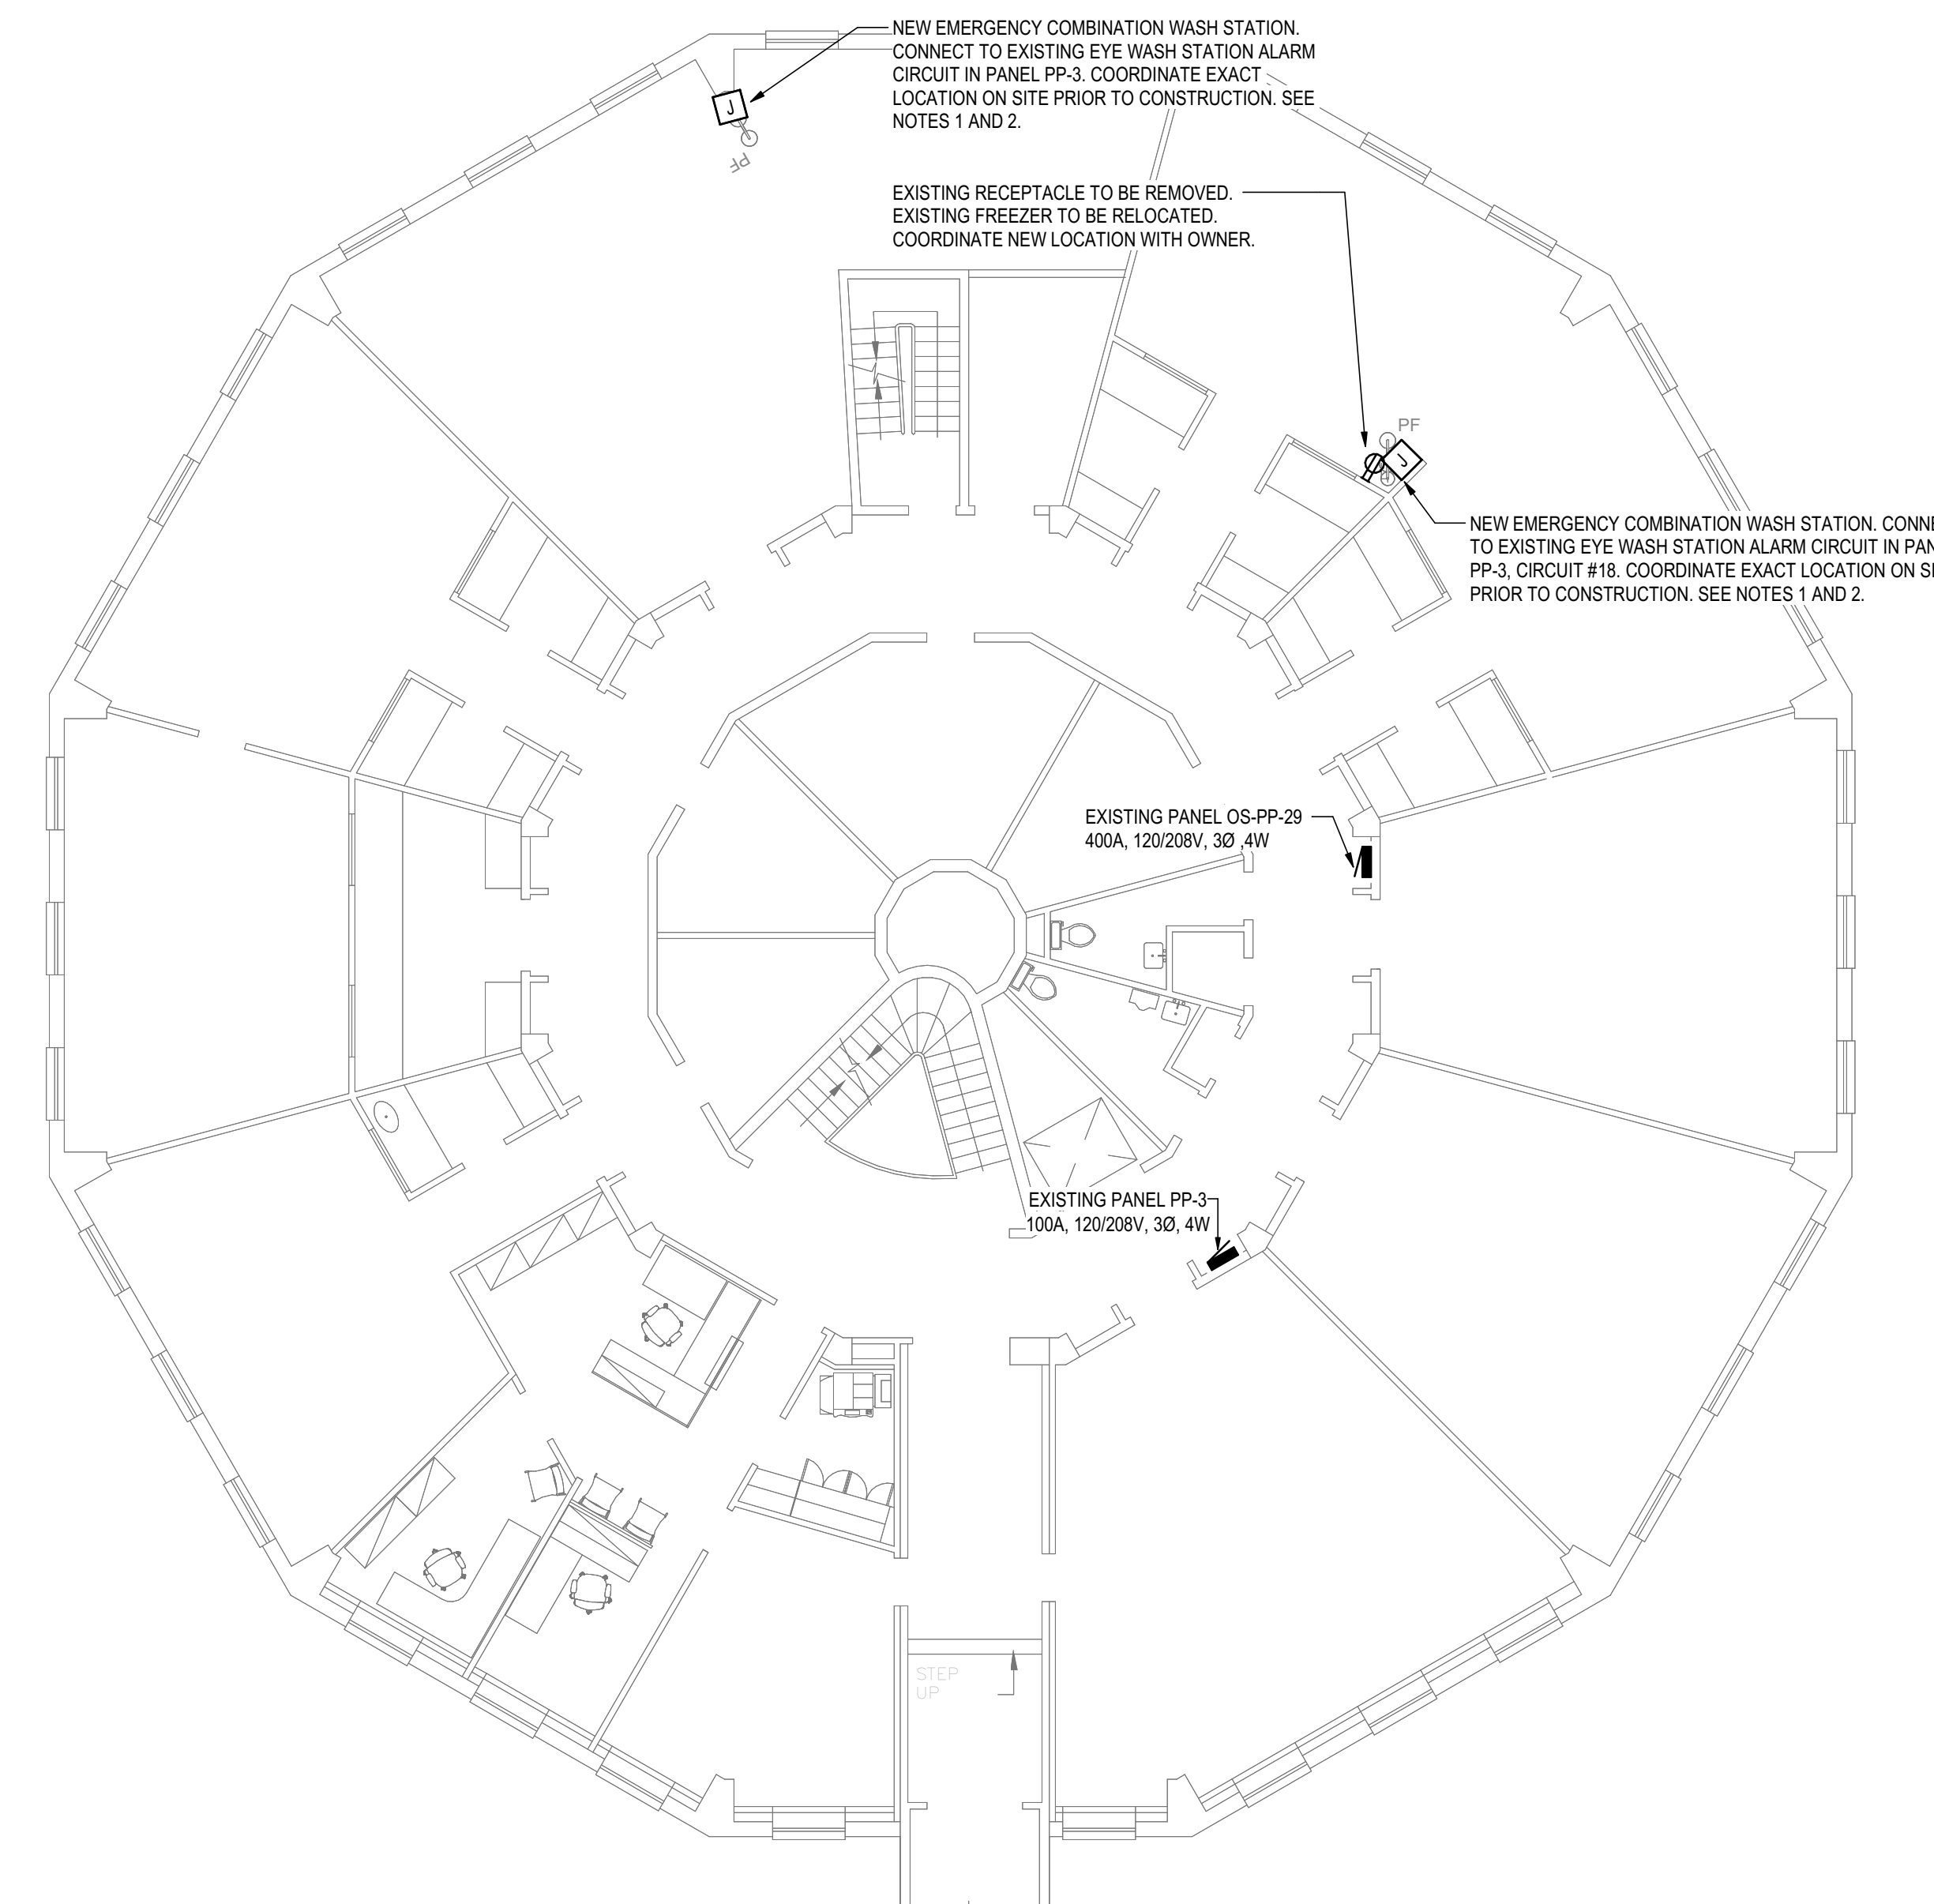 NEW EMERGENCY COMBINATION WASH STATION.
CONNECT TO EXISTING EYE WASH STATION ALARM
CIRCUIT IN PANEL PP-3. COORDINATE EXACT
LOCATION ON SITE PRIOR TO CONSTRUCTION. SEE
NOTES 1 AND 2.
J
PF
EXISTING RECEPTACLE TO BE REMOVED.
EXISTING FREEZER TO BE RELOCATED.
COORDINATE NEW LOCATION WITH OWNER.
PF
J
NEW EMERGENCY COMBINATION WASH STATION. CONNE
TO EXISTING EYE WASH STATION ALARM CIRCUIT IN PAN
PP-3, CIRCUIT #18. COORDINATE EXACT LOCATION ON SI
PRIOR TO CONSTRUCTION. SEE NOTES 1 AND 2.
EXISTING PANEL OS-PP-29
400A, 120/208V, 3Ø ,4W
EXISTING PANEL PP-3
100A, 120/208V, 3Ø, 4W
STEP
UP